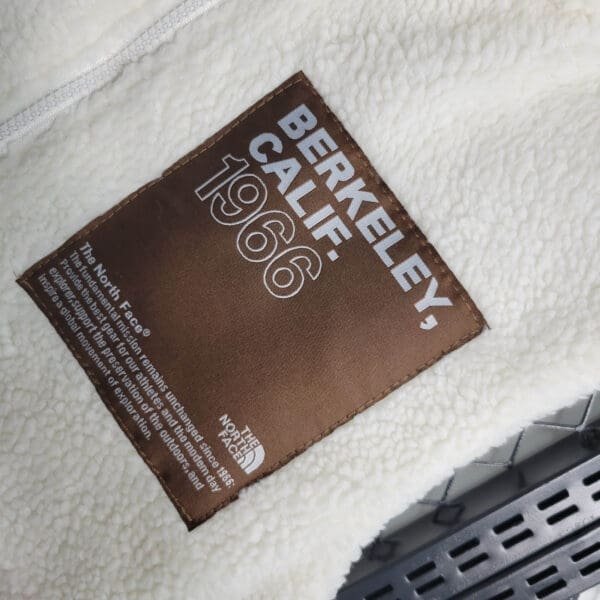 BERKELEY,
CALIF.
1966
The North Face®
The fundamental mission remains unchanged since 1966:
Provide the best gear for our athletes and the modern day
explorer, support the preservation of the outdoors, and
inspire a global movement of exploration.
THE
NORTH
FACE